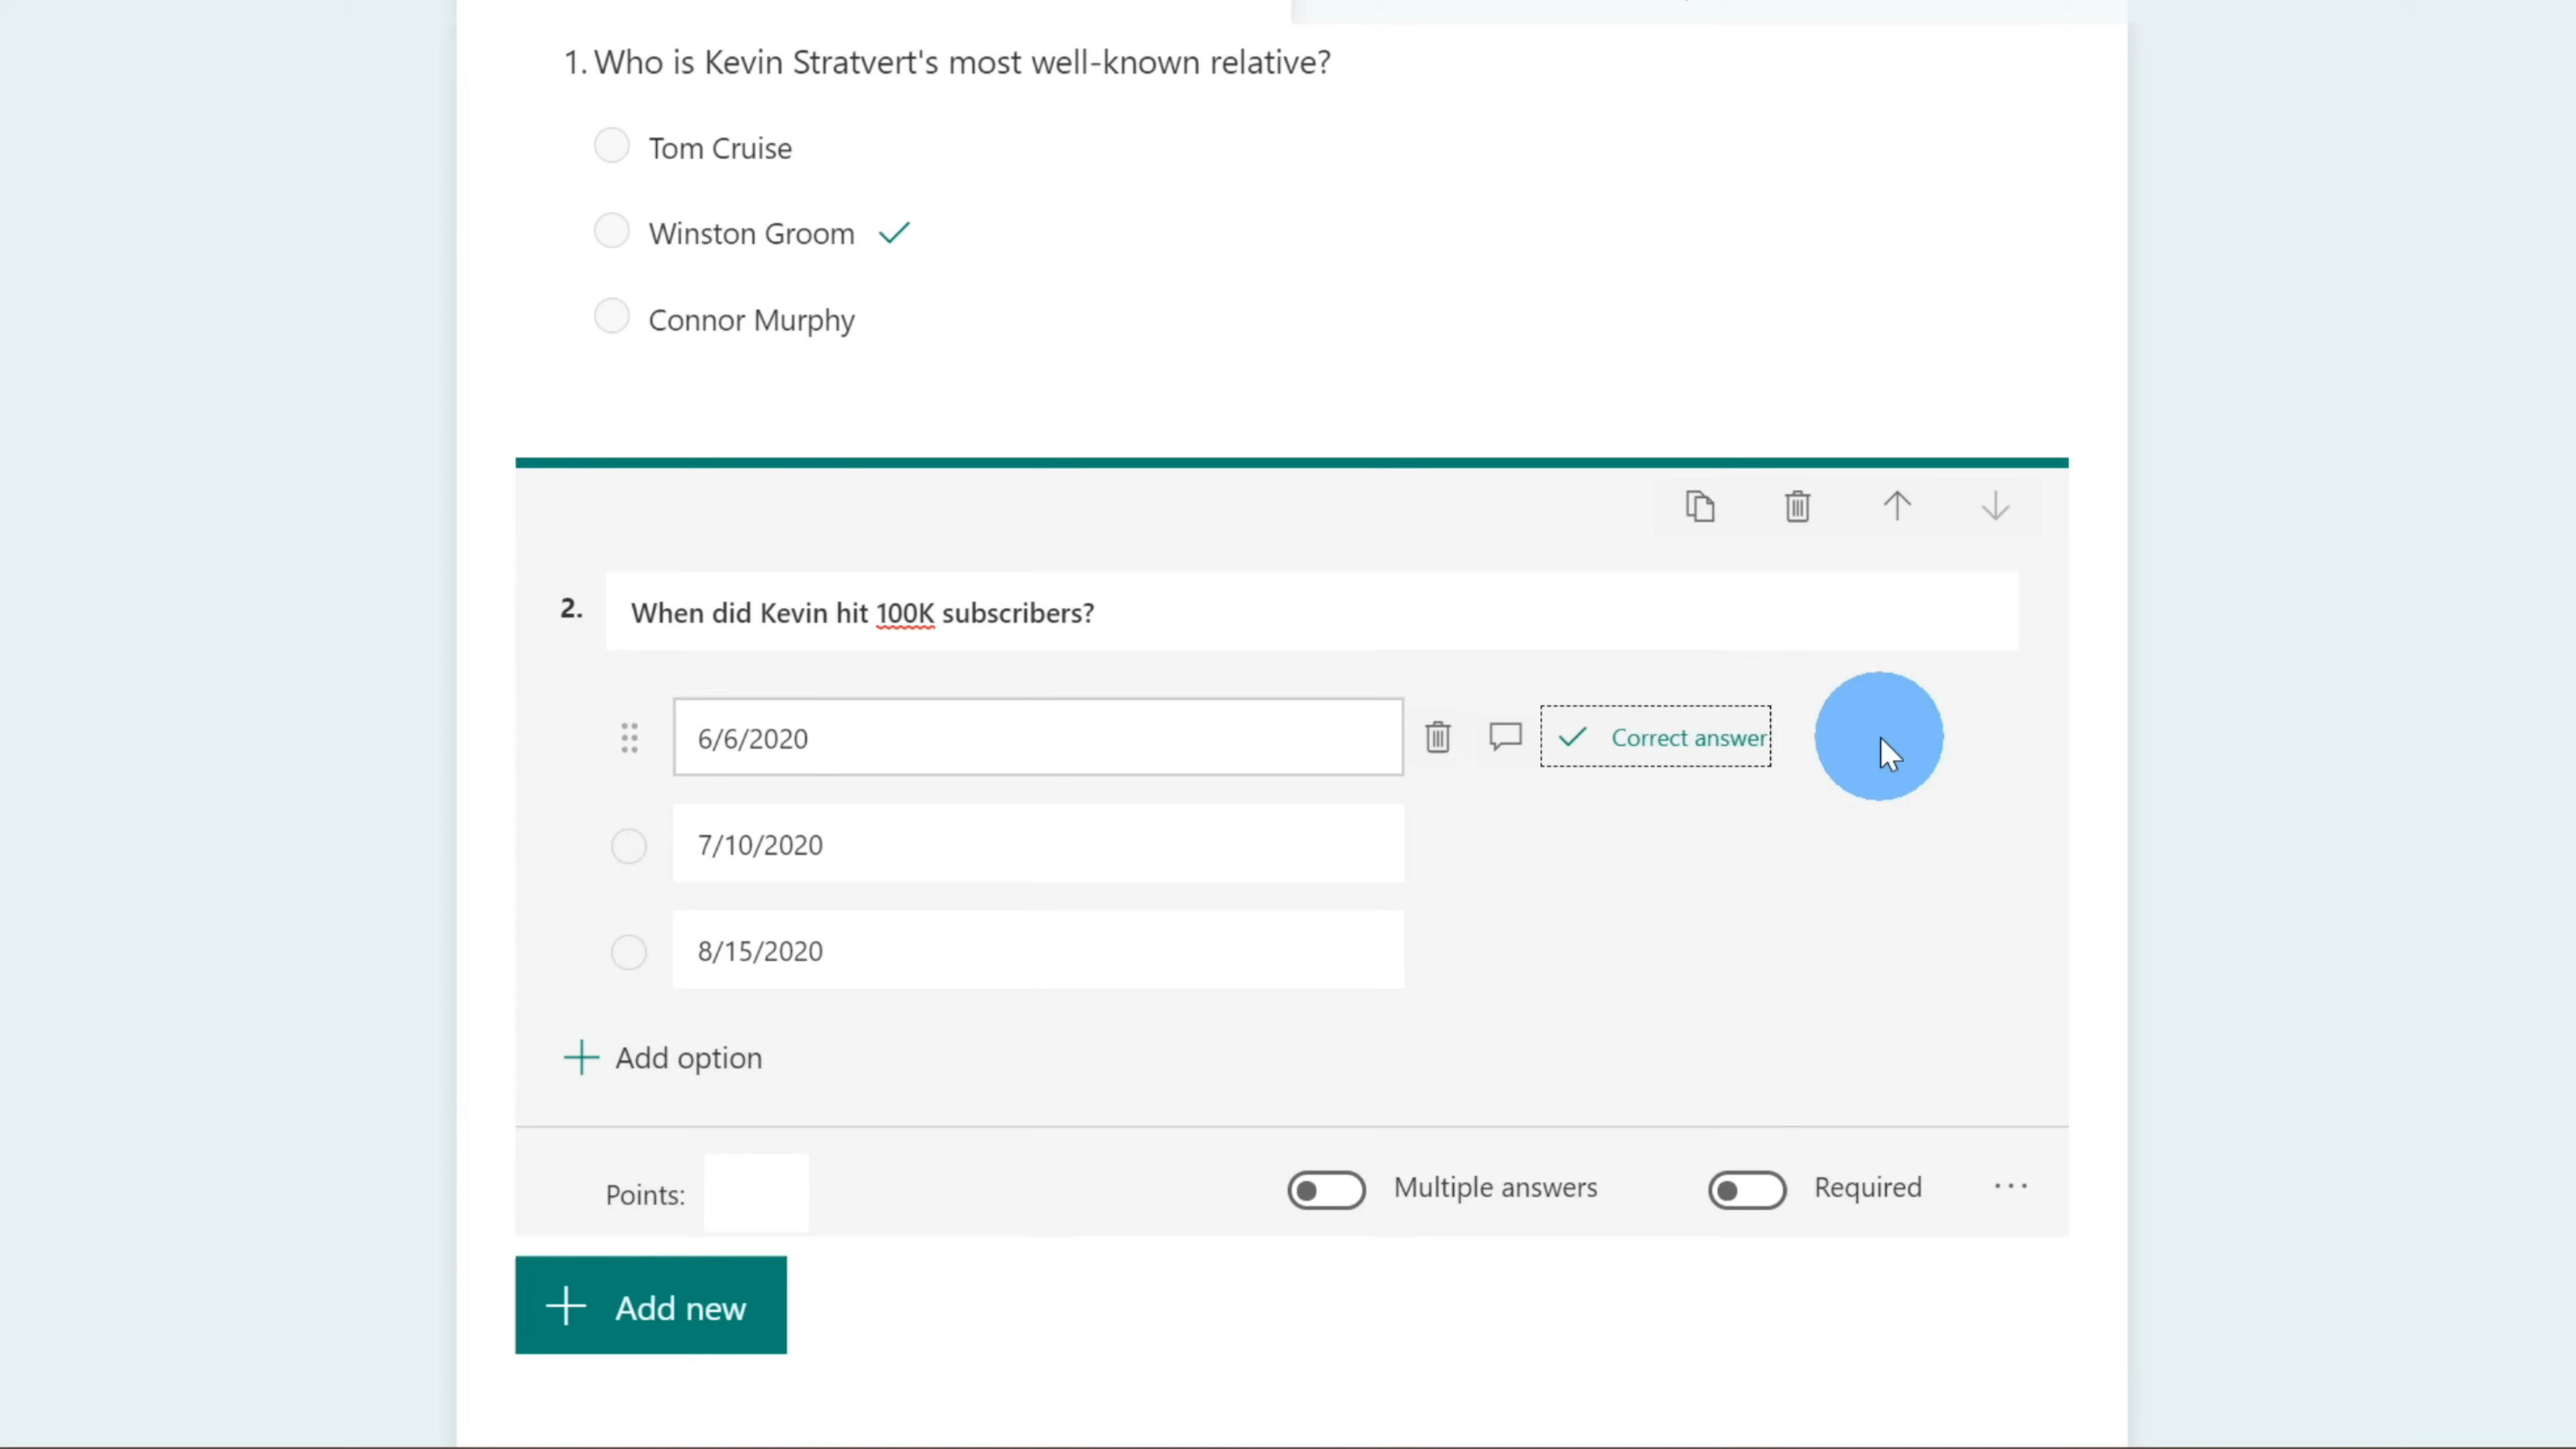 1. Who is Kevin Stratvert's most well-known relative?
Tom Cruise
Winston Groom
Connor Murphy
2. When did Kevin hit 100K subscribers?
6/6/2020 Correct answer
7/10/2020
8/15/2020
Add option
Points: Multiple answers Required
Add new